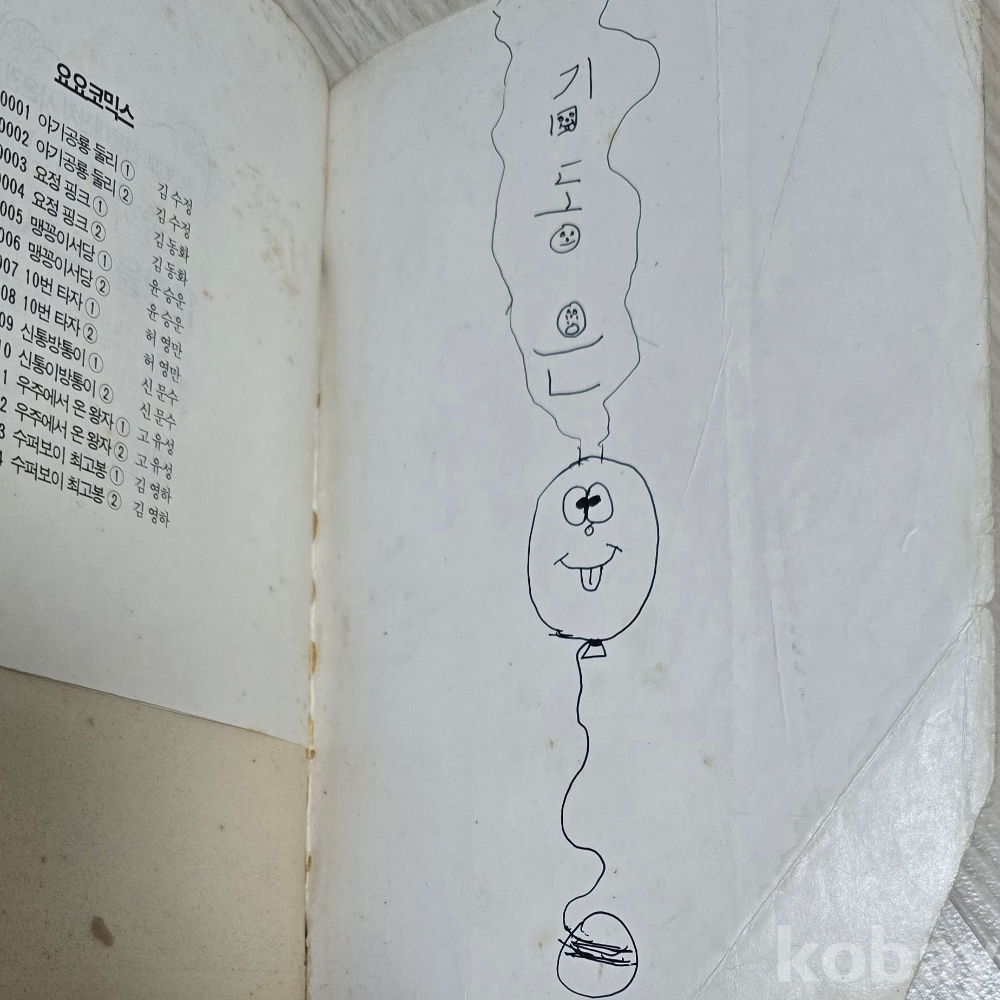 요요코믹스
0001 아기공룡 둘리 ① 김수정
0002 아기공룡 둘리 ② 김수정
0003 요정 핑크 ① 김동화
004 요정 핑크 ② 김동화
005 맹꽁이서당 ① 윤승운
006 맹꽁이서당 ② 윤승운
07 10번 타자 ① 허영만
08 10번 타자 ② 허영만
09 신통방통이 ① 신문수
10 신통이방통이 ② 신문수
1 우주에서 온 왕자 ① 고유성
2 우주에서 온 왕자 ② 고유성
3 수퍼보이 최고봉 ① 김영하
4 수퍼보이 최고봉 ② 김영하
김
kob